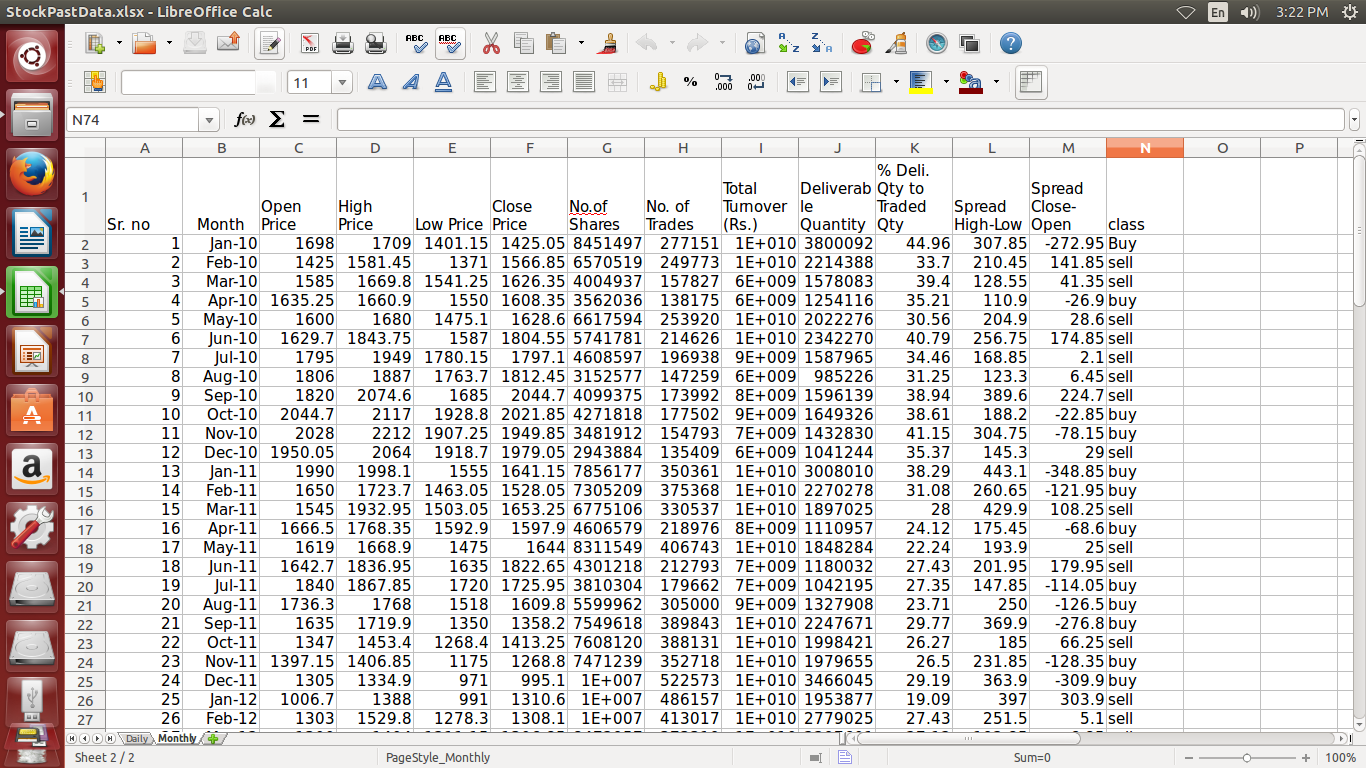 StockPastData.xlsx - LibreOffice Calc En 3:22 PM
11
N74
A B C D E F G H I J K L M N O P
1 Sr. no Month Open Price High Price Low Price Close Price No.of Shares No. of Trades Total Turnover (Rs.) Deliverable Quantity % Deli. Qty to Traded Qty Spread High-Low Spread Close-Open class
2 1 Jan-10 1698 1709 1401.15 1425.05 8451497 277151 1E+010 3800092 44.96 307.85 -272.95 Buy
3 2 Feb-10 1425 1581.45 1371 1566.85 6570519 249773 1E+010 2214388 33.7 210.45 141.85 sell
4 3 Mar-10 1585 1669.8 1541.25 1626.35 4004937 157827 6E+009 1578083 39.4 128.55 41.35 sell
5 4 Apr-10 1635.25 1660.9 1550 1608.35 3562036 138175 6E+009 1254116 35.21 110.9 -26.9 buy
6 5 May-10 1600 1680 1475.1 1628.6 6617594 253920 1E+010 2022276 30.56 204.9 28.6 sell
7 6 Jun-10 1629.7 1843.75 1587 1804.55 5741781 214626 1E+010 2342270 40.79 256.75 174.85 sell
8 7 Jul-10 1795 1949 1780.15 1797.1 4608597 196938 9E+009 1587965 34.46 168.85 2.1 sell
9 8 Aug-10 1806 1887 1763.7 1812.45 3152577 147259 6E+009 985226 31.25 123.3 6.45 sell
10 9 Sep-10 1820 2074.6 1685 2044.7 4099375 173992 8E+009 1596139 38.94 389.6 224.7 sell
11 10 Oct-10 2044.7 2117 1928.8 2021.85 4271818 177502 9E+009 1649326 38.61 188.2 -22.85 buy
12 11 Nov-10 2028 2212 1907.25 1949.85 3481912 154793 7E+009 1432830 41.15 304.75 -78.15 buy
13 12 Dec-10 1950.05 2064 1918.7 1979.05 2943884 135409 6E+009 1041244 35.37 145.3 29 sell
14 13 Jan-11 1990 1998.1 1555 1641.15 7856177 350361 1E+010 3008010 38.29 443.1 -348.85 buy
15 14 Feb-11 1650 1723.7 1463.05 1528.05 7305209 375368 1E+010 2270278 31.08 260.65 -121.95 buy
16 15 Mar-11 1545 1932.95 1503.05 1653.25 6775106 330537 1E+010 1897025 28 429.9 108.25 sell
17 16 Apr-11 1666.5 1768.35 1592.9 1597.9 4606579 218976 8E+009 1110957 24.12 175.45 -68.6 buy
18 17 May-11 1619 1668.9 1475 1644 8311549 406743 1E+010 1848284 22.24 193.9 25 sell
19 18 Jun-11 1642.7 1836.95 1635 1822.65 4301218 212793 7E+009 1180032 27.43 201.95 179.95 sell
20 19 Jul-11 1840 1867.85 1720 1725.95 3810304 179662 7E+009 1042195 27.35 147.85 -114.05 buy
21 20 Aug-11 1736.3 1768 1518 1609.8 5599962 305000 9E+009 1327908 23.71 250 -126.5 buy
22 21 Sep-11 1635 1719.9 1350 1358.2 7549618 389843 1E+010 2247671 29.77 369.9 -276.8 buy
23 22 Oct-11 1347 1453.4 1268.4 1413.25 7608120 388131 1E+010 1998421 26.27 185 66.25 sell
24 23 Nov-11 1397.15 1406.85 1175 1268.8 7471239 352718 1E+010 1979655 26.5 231.85 -128.35 buy
25 24 Dec-11 1305 1334.9 971 995.1 1E+007 522573 1E+010 3466045 29.19 363.9 -309.9 buy
26 25 Jan-12 1006.7 1388 991 1310.6 1E+007 486157 1E+010 1953877 19.09 397 303.9 sell
27 26 Feb-12 1303 1529.8 1278.3 1308.1 1E+007 413017 1E+010 2779025 27.43 251.5 5.1 sell
Daily Monthly
Sheet 2 / 2 PageStyle_Monthly Sum=0 100%